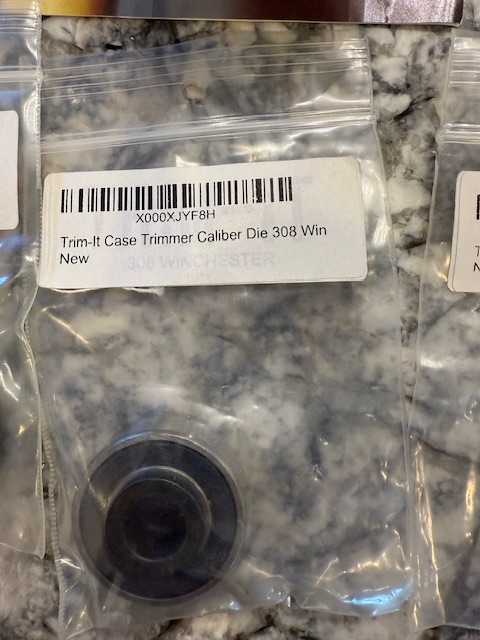 X000XJYF8H
Trim-It Case Trimmer Caliber Die 308 Win
New
308 WINCHESTER